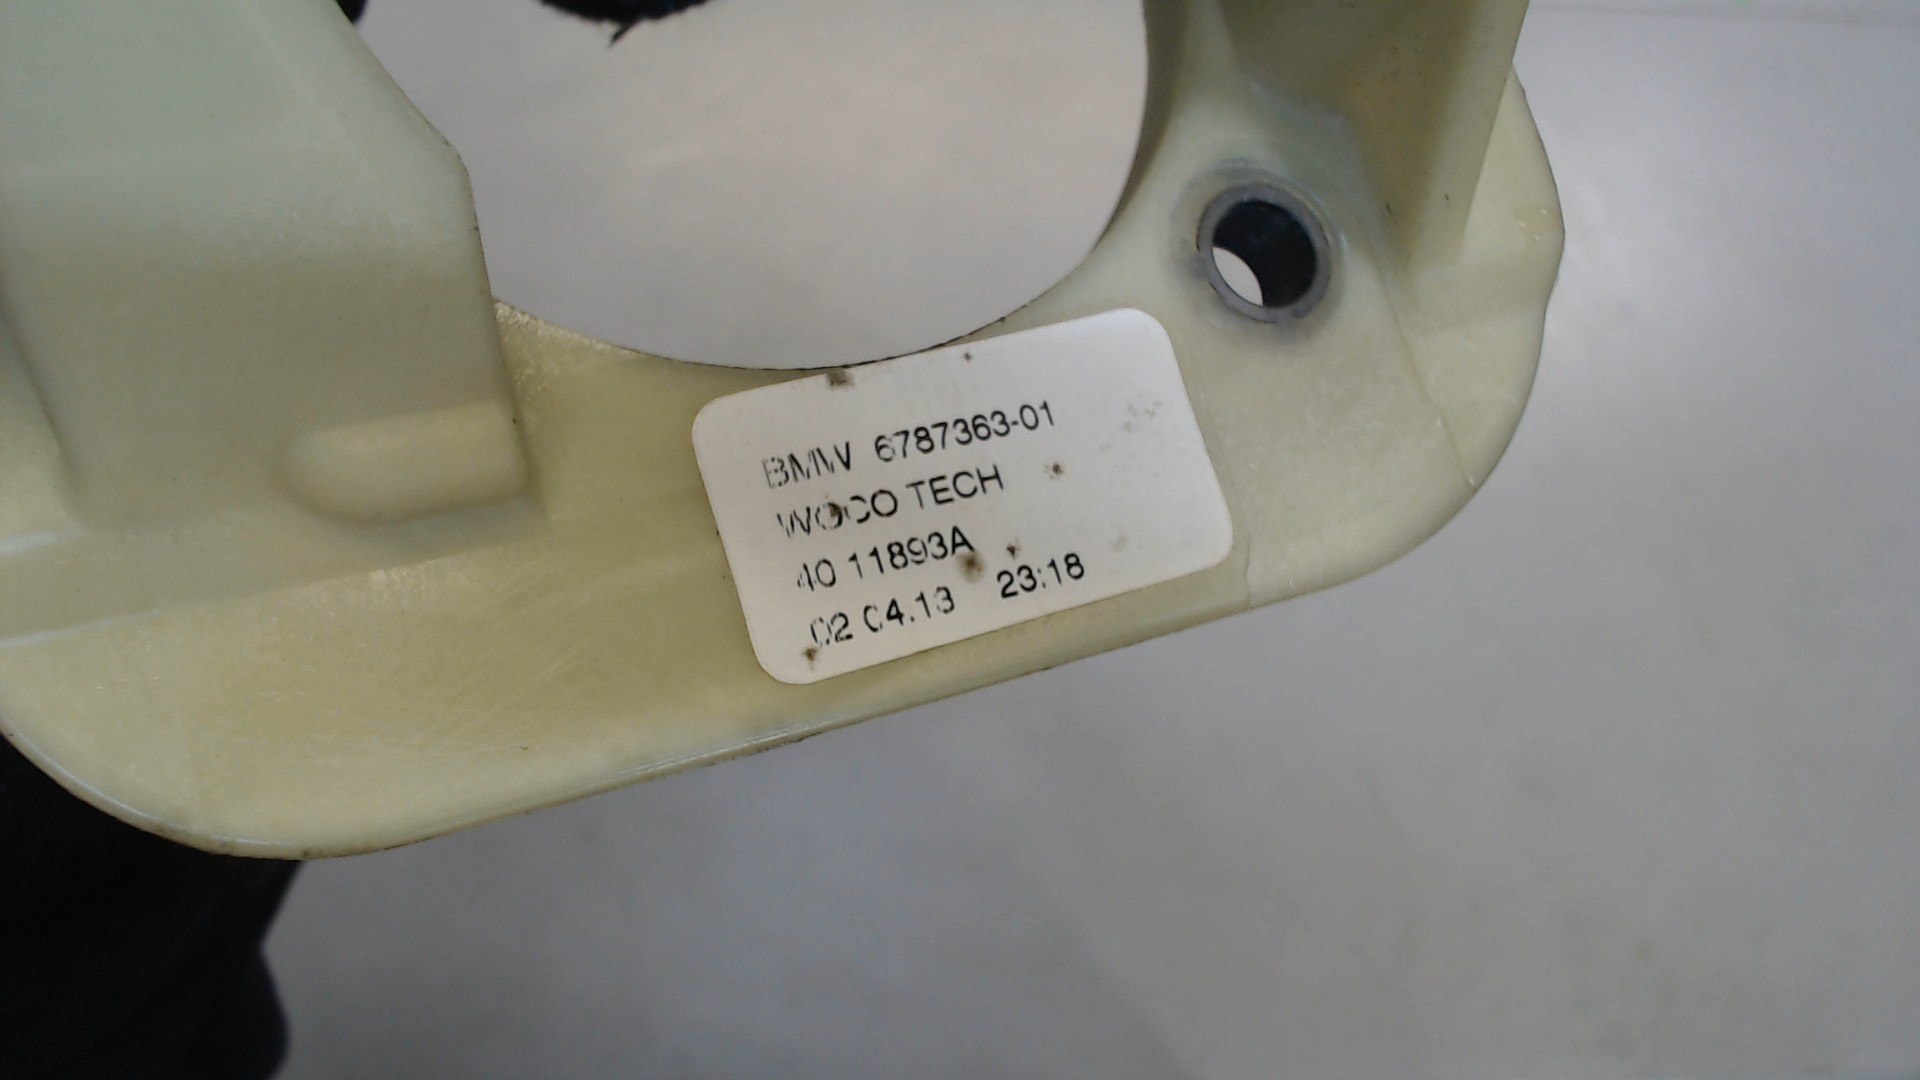 BMW 6787363-01
WOCO TECH
40 11893A
02 04.13 23:18